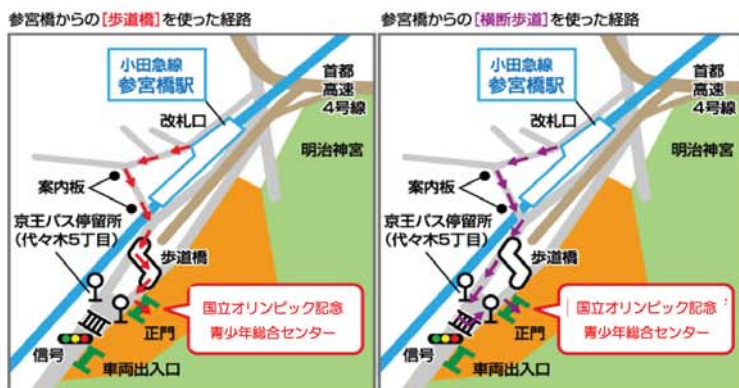 参宮橋からの[歩道橋]を使った経路
小田急線
参宮橋駅
首都
高速
4号線
改札口
明治神宮
案内板
京王バス停留所
(代々木5丁目)
歩道橋
国立オリンピック記念
青少年総合センター
正門
信号
車両出入口
参宮橋からの[横断歩道]を使った経路
小田急線
参宮橋駅
首都
高速
4号線
改札口
明治神宮
案内板
京王バス停留所
(代々木5丁目)
歩道橋
国立オリンピック記念
青少年総合センター
正門
信号
車両出入口